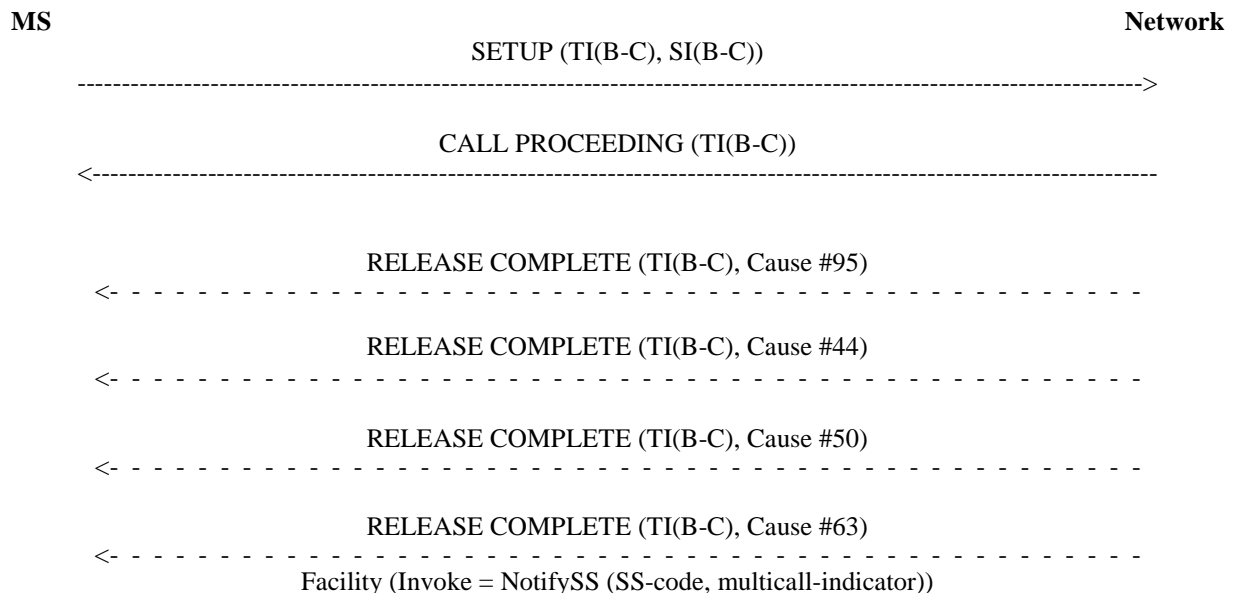 MS Network
SETUP (TI(B-C), SI(B-C))
------------------------------------------------------------------------------------------------------------------------>
CALL PROCEEDING (TI(B-C))
<------------------------------------------------------------------------------------------------------------------------
RELEASE COMPLETE (TI(B-C), Cause #95)
<- - - - - - - - - - - - - - - - - - - - - - - - - - - - - - - - - - - - - - - - - - - - - - - -
RELEASE COMPLETE (TI(B-C), Cause #44)
<- - - - - - - - - - - - - - - - - - - - - - - - - - - - - - - - - - - - - - - - - - - - - - - -
RELEASE COMPLETE (TI(B-C), Cause #50)
<- - - - - - - - - - - - - - - - - - - - - - - - - - - - - - - - - - - - - - - - - - - - - - - -
RELEASE COMPLETE (TI(B-C), Cause #63)
<- - - - - - - - - - - - - - - - - - - - - - - - - - - - - - - - - - - - - - - - - - - - - - - -
Facility (Invoke = NotifySS (SS-code, multicall-indicator))